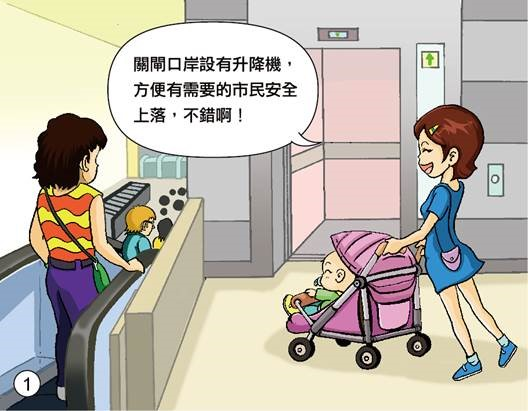 關閘口岸設有升降機，
方便有需要的市民安全
上落，不錯啊！
1